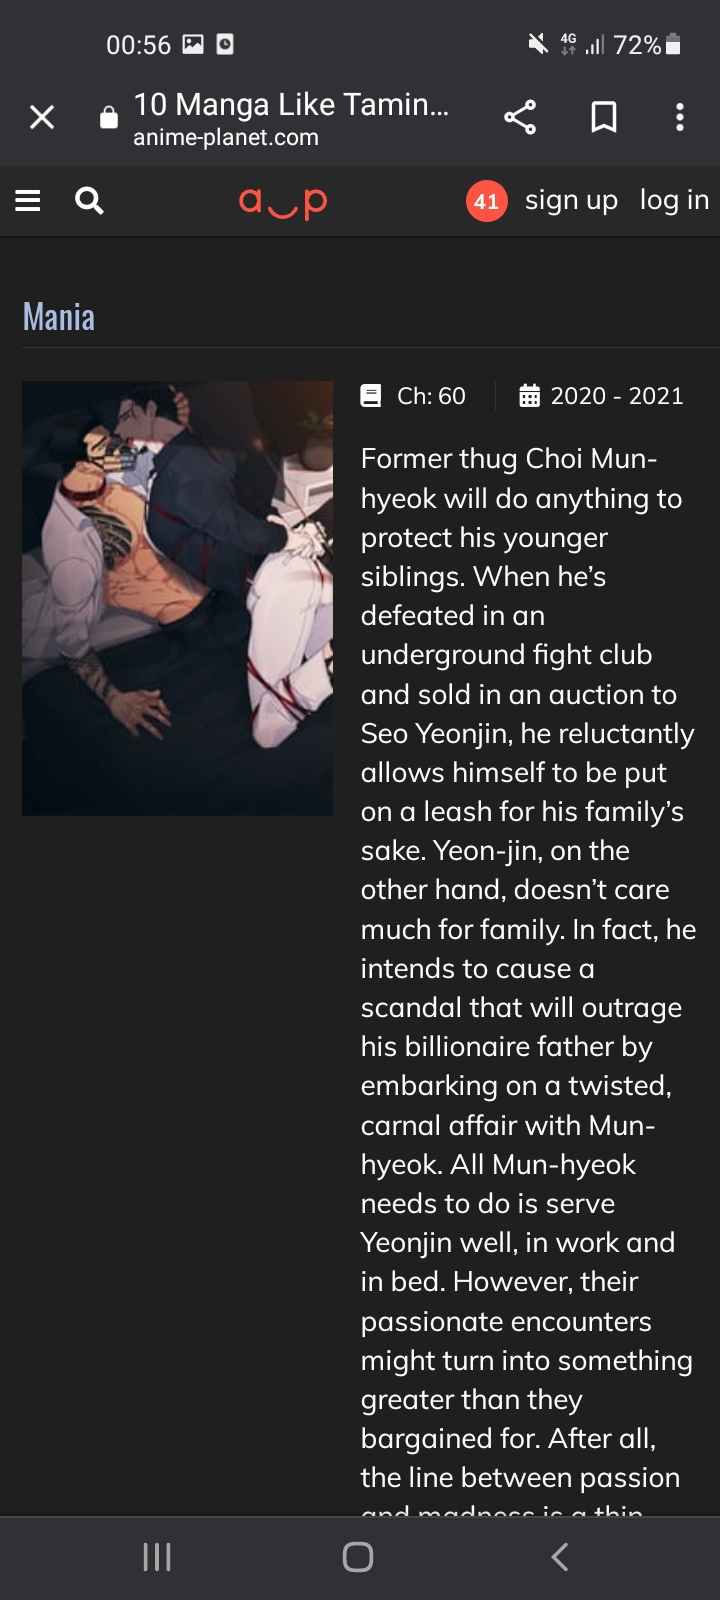 00:56
4G
72%
10 Manga Like Tamin...
anime-planet.com
a‿p
41
sign up
log in
Mania
Ch: 60
2020 - 2021
Former thug Choi Mun-
hyeok will do anything to
protect his younger
siblings. When he’s
defeated in an
underground fight club
and sold in an auction to
Seo Yeonjin, he reluctantly
allows himself to be put
on a leash for his family’s
sake. Yeon-jin, on the
other hand, doesn’t care
much for family. In fact, he
intends to cause a
scandal that will outrage
his billionaire father by
embarking on a twisted,
carnal affair with Mun-
hyeok. All Mun-hyeok
needs to do is serve
Yeonjin well, in work and
in bed. However, their
passionate encounters
might turn into something
greater than they
bargained for. After all,
the line between passion
and madness is a thin